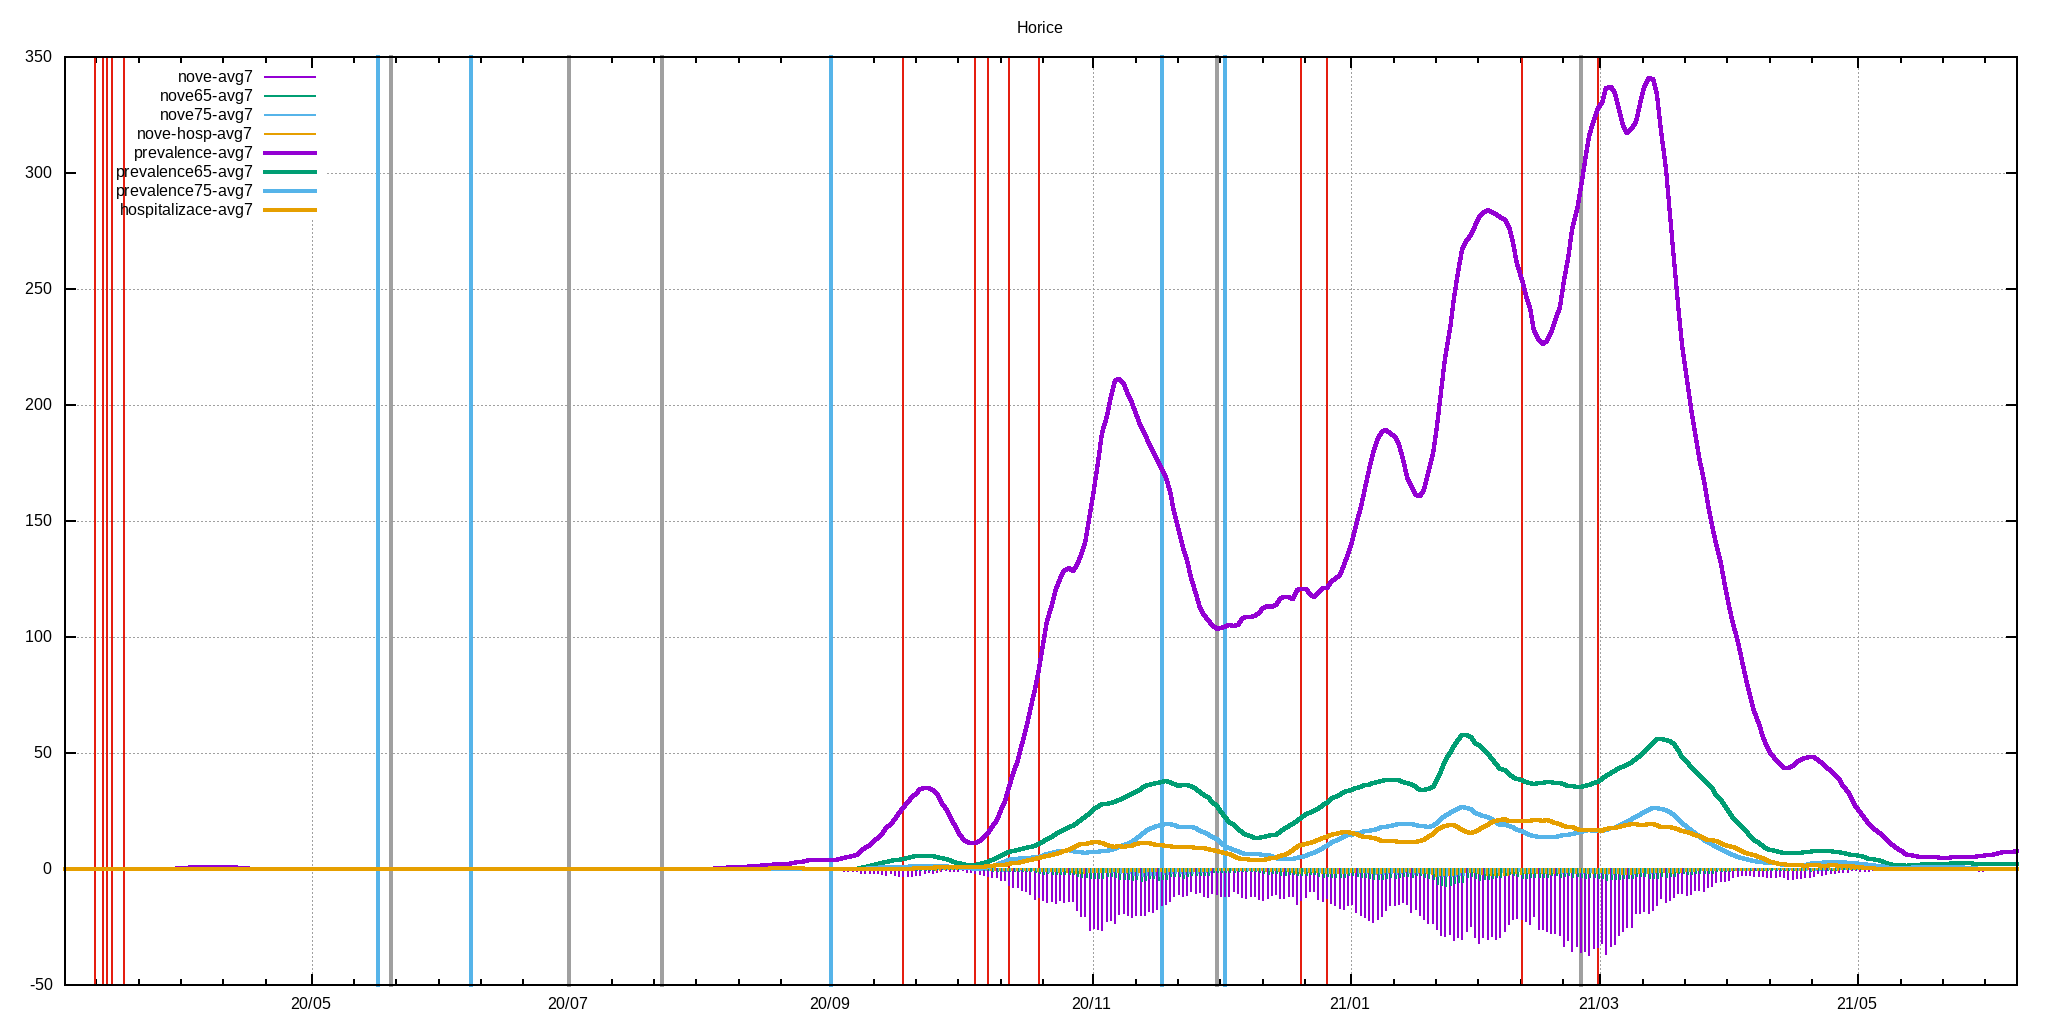 Horice
350
300
250
200
150
100
50
0
-50
nove-avg7
nove65-avg7
nove75-avg7
nove-hosp-avg7
prevalence-avg7
prevalence65-avg7
prevalence75-avg7
hospitalizace-avg7
20/05 20/07 20/09 20/11 21/01 21/03 21/05